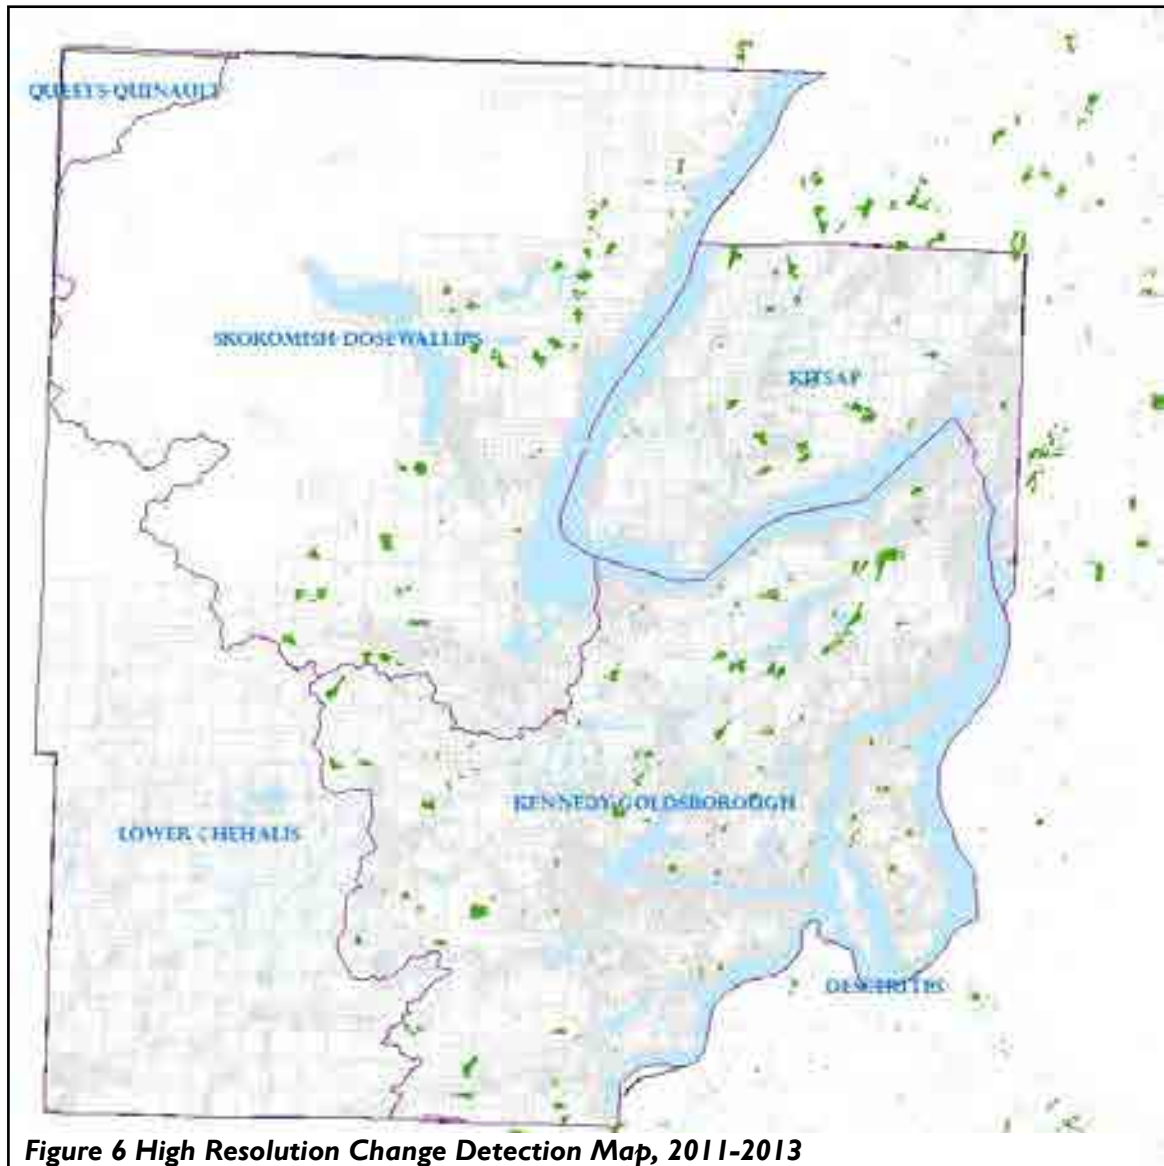 QUEETS-QUINAULT
SKOKOMISH-DOSEWALLIPS
KITSAP
KENNEDY-GOLDSBOROUGH
LOWER CHEHALIS
DESCHUTES
Figure 6 High Resolution Change Detection Map, 2011-2013